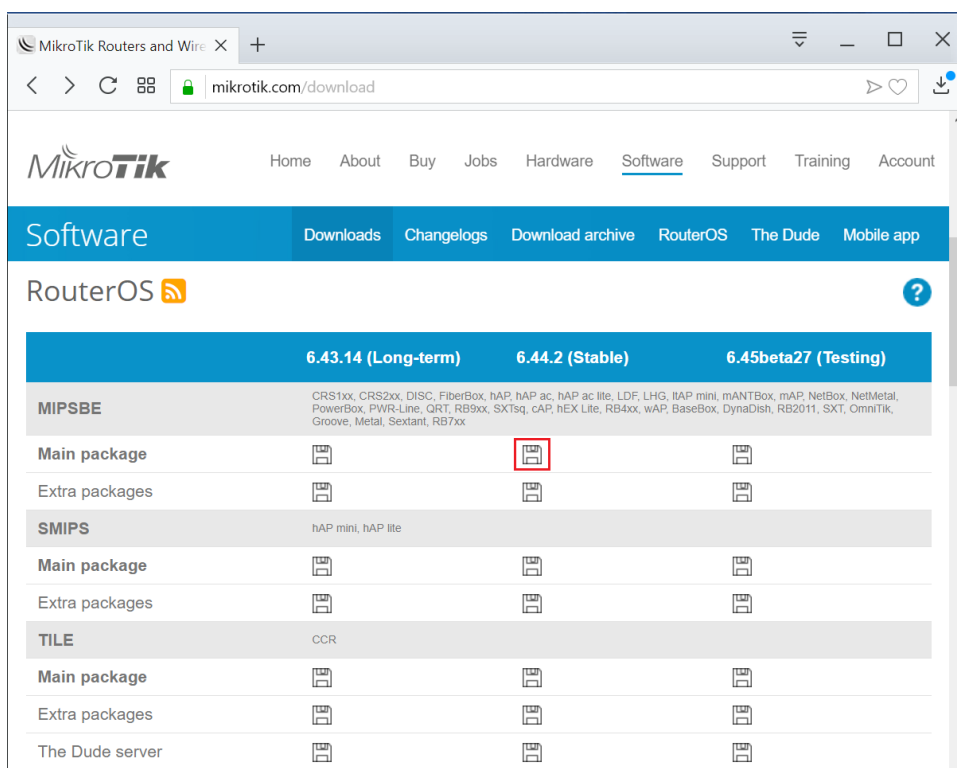 MikroTik Routers and Wire
mikrotik.com/download
MikroTik
Home About Buy Jobs Hardware Software Support Training Account
Software Downloads Changelogs Download archive RouterOS The Dude Mobile app
RouterOS
?
6.43.14 (Long-term) 6.44.2 (Stable) 6.45beta27 (Testing)
MIPSBE
CRS1xx, CRS2xx, DISC, FiberBox, hAP, hAP ac, hAP ac lite, LDF, LHG, ltAP mini, mANTBox, mAP, NetBox, NetMetal,
PowerBox, PWR-Line, QRT, RB9xx, SXTsq, cAP, hEX Lite, RB4xx, wAP, BaseBox, DynaDish, RB2011, SXT, OmniTik,
Groove, Metal, Sextant, RB7xx
Main package
Extra packages
SMIPS hAP mini, hAP lite
Main package
Extra packages
TILE CCR
Main package
Extra packages
The Dude server